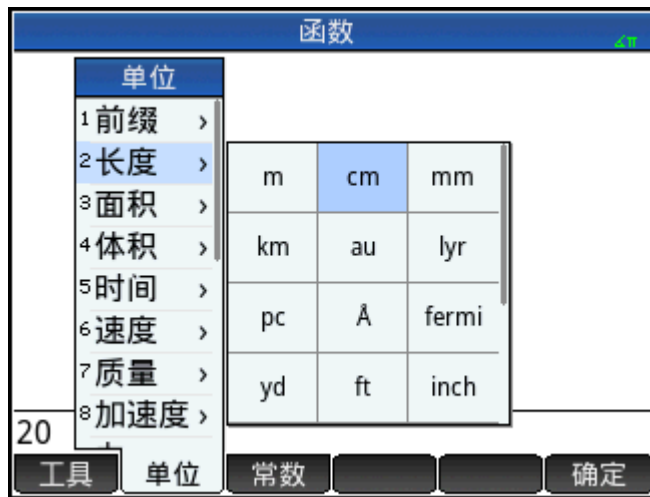 函数
∡π
单位
1前缀 ›
2长度 ›
3面积 ›
4体积 ›
5时间 ›
6速度 ›
7质量 ›
8加速度 ›
m cm mm
km au lyr
pc Å fermi
yd ft inch
20
工具 单位 常数 确定